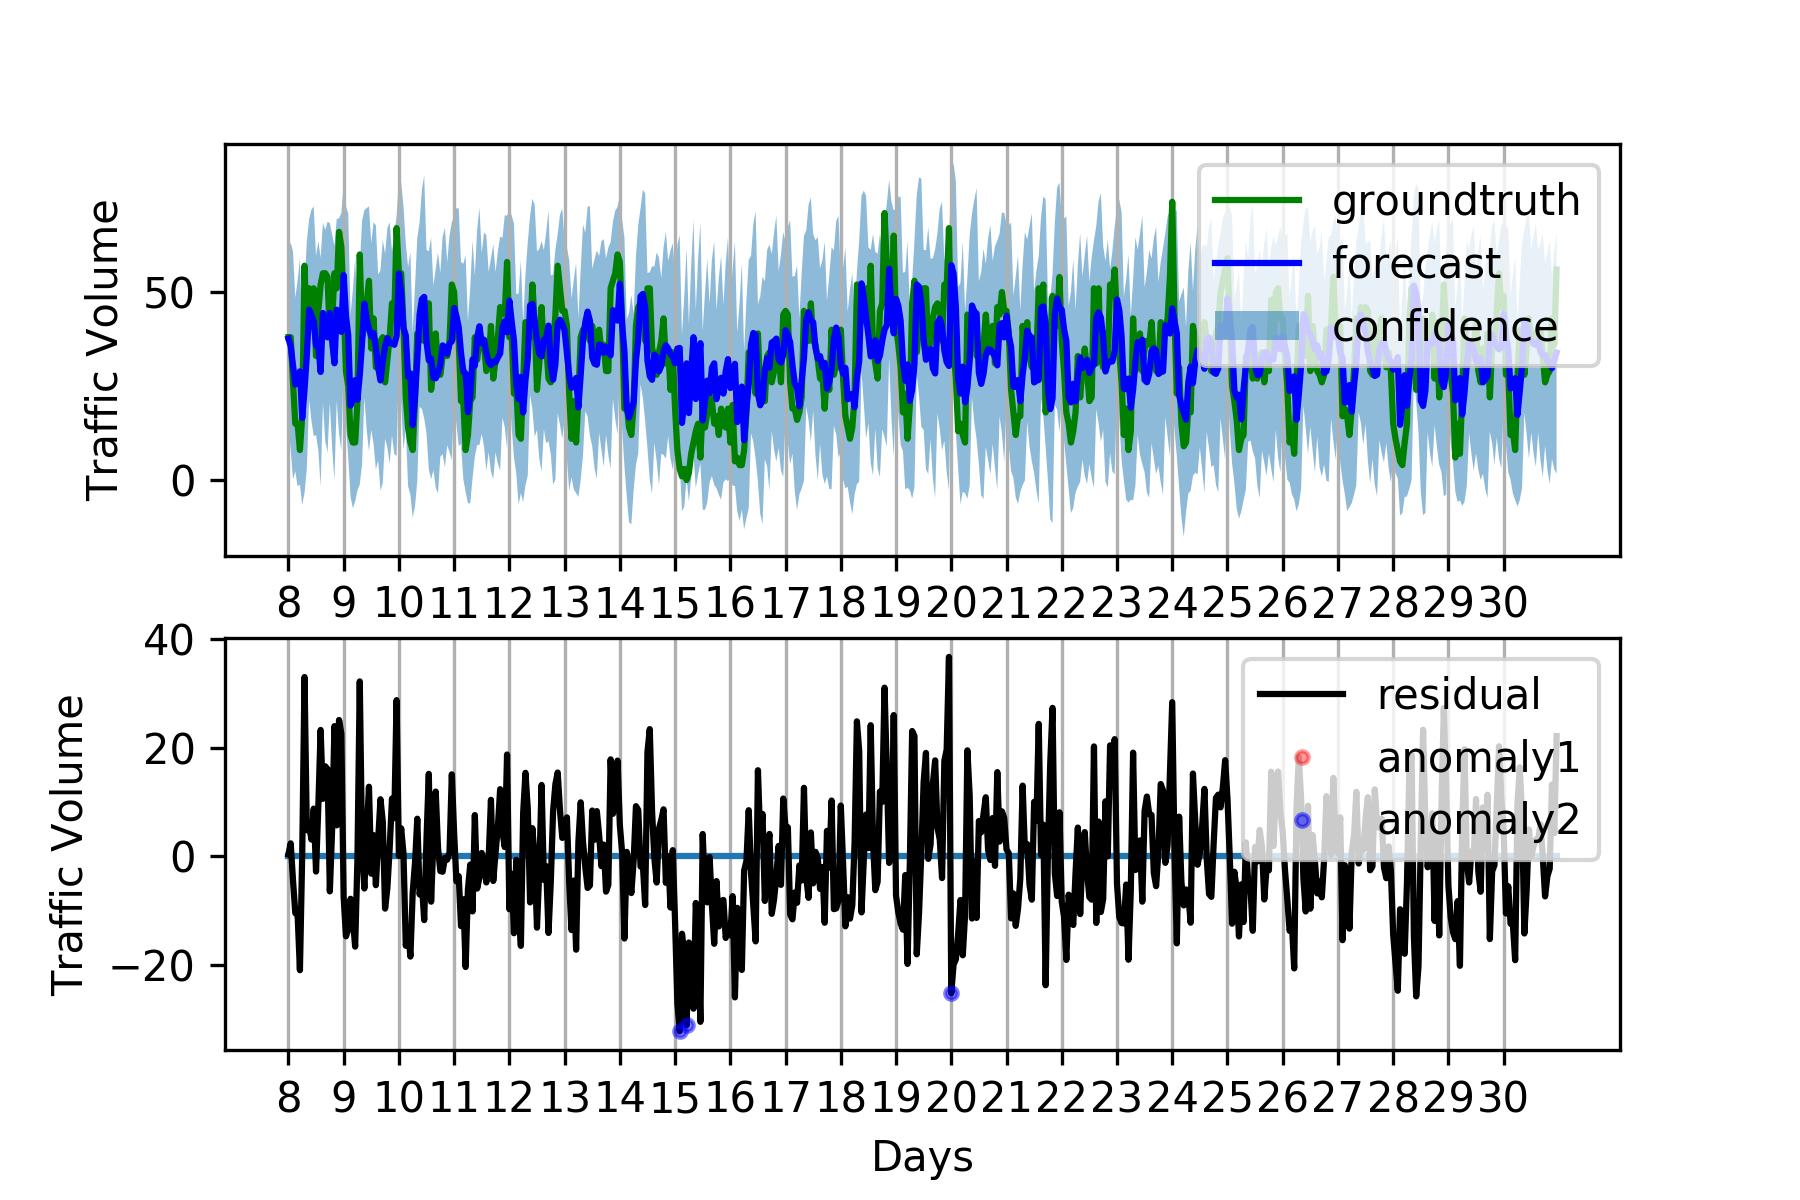 Traffic Volume
50
0
groundtruth
forecast
confidence
8 9 10 11 12 13 14 15 16 17 18 19 20 21 22 23 24 25 26 27 28 29 30
Traffic Volume
40
20
0
−20
residual
anomaly1
anomaly2
8 9 10 11 12 13 14 15 16 17 18 19 20 21 22 23 24 25 26 27 28 29 30
Days